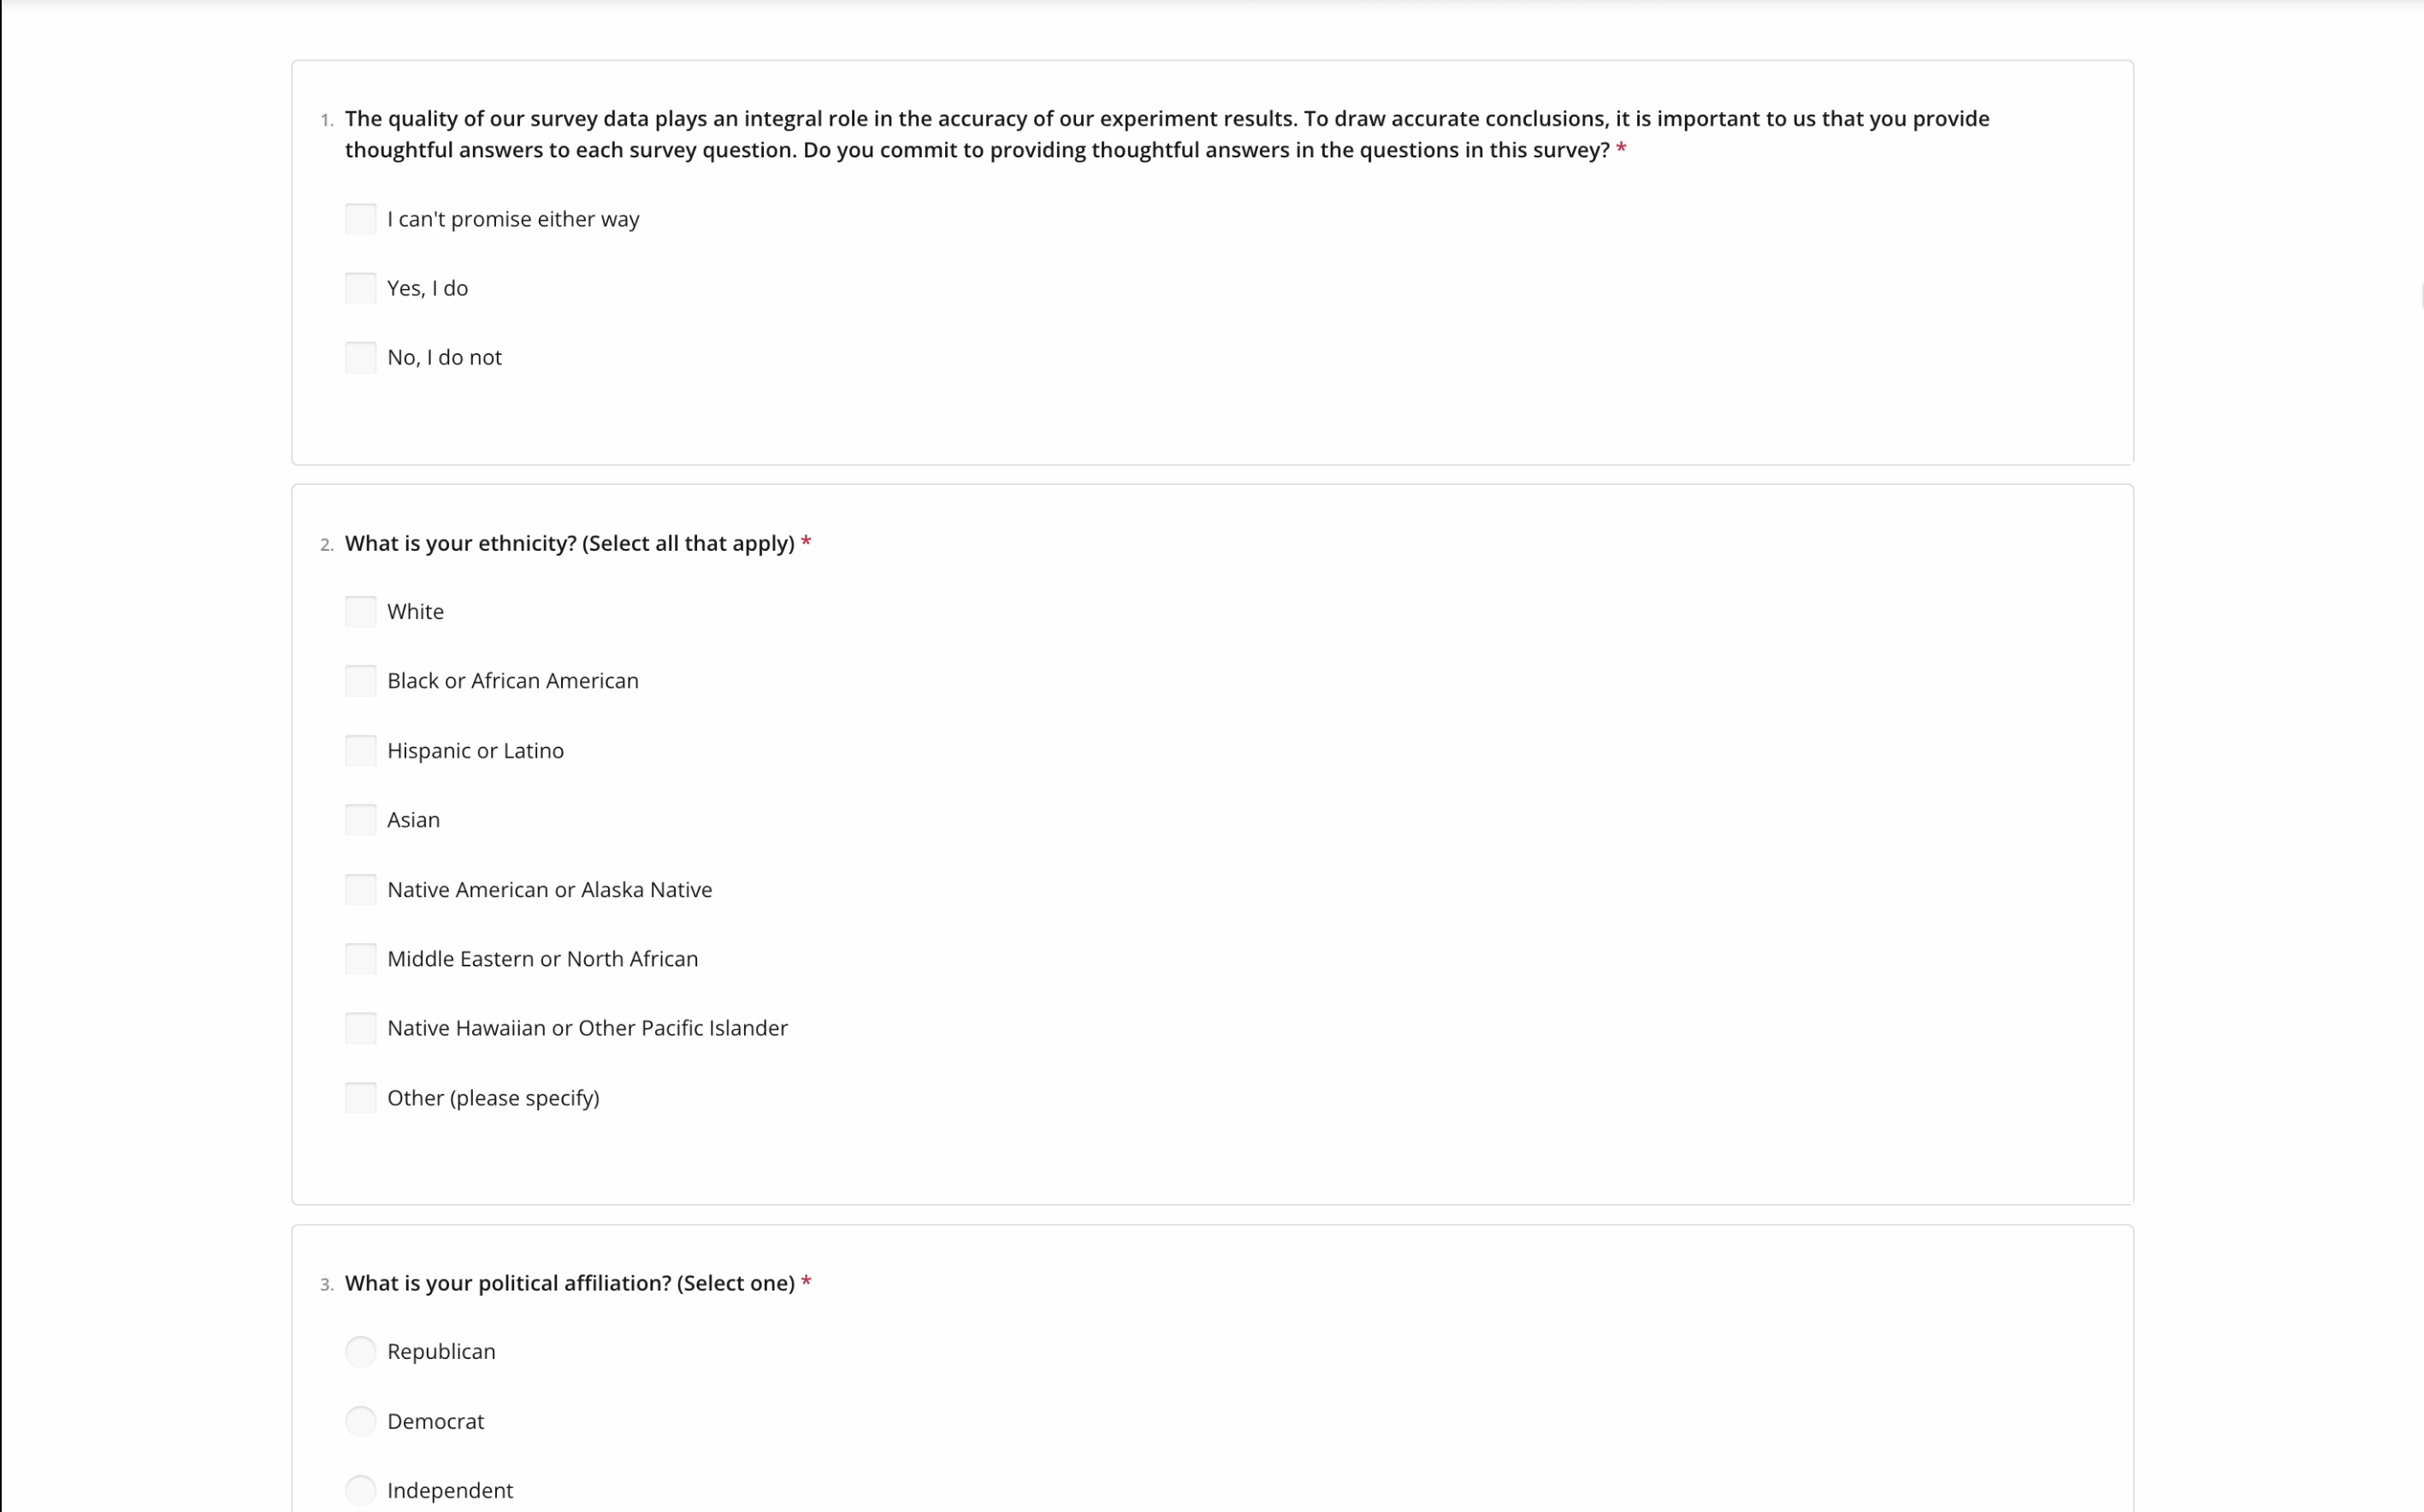 1. The quality of our survey data plays an integral role in the accuracy of our experiment results. To draw accurate conclusions, it is important to us that you provide
thoughtful answers to each survey question. Do you commit to providing thoughtful answers in the questions in this survey? *
I can't promise either way
Yes, I do
No, I do not
2. What is your ethnicity? (Select all that apply) *
White
Black or African American
Hispanic or Latino
Asian
Native American or Alaska Native
Middle Eastern or North African
Native Hawaiian or Other Pacific Islander
Other (please specify)
3. What is your political affiliation? (Select one) *
Republican
Democrat
Independent